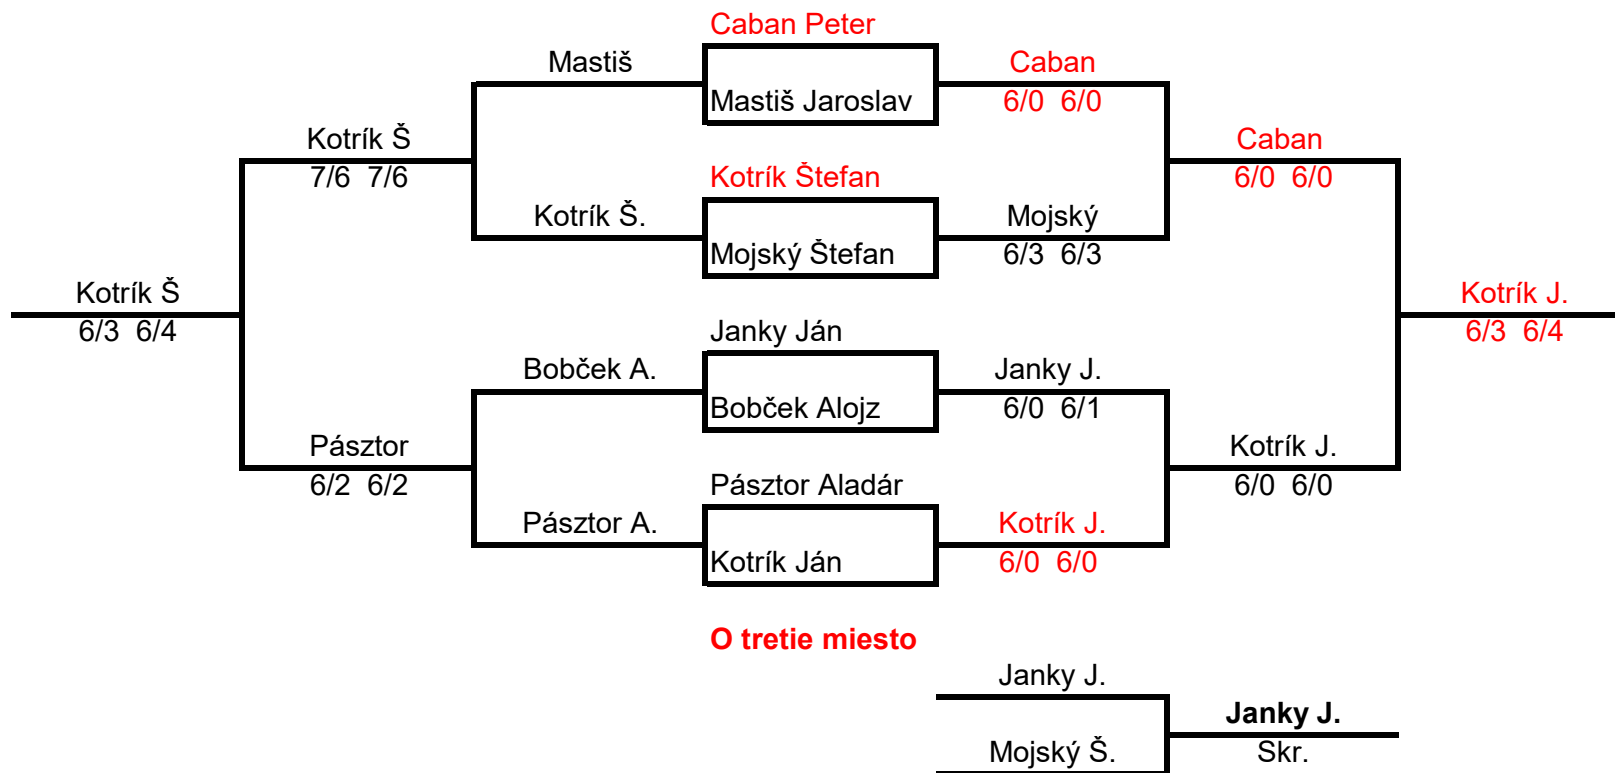 Caban Peter
Mastiš
Caban
Mastiš Jaroslav
6/0  6/0
Kotrík Š
Caban
7/6  7/6
Kotrík Štefan
6/0  6/0
Kotrík Š.
Mojský
Mojský Štefan
6/3  6/3
Kotrík Š
Kotrík J.
6/3  6/4
Janky Ján
6/3  6/4
Bobček A.
Janky J.
Bobček Alojz
6/0  6/1
Pásztor
Kotrík J.
6/2  6/2
Pásztor Aladár
6/0  6/0
Pásztor A.
Kotrík J.
Kotrík Ján
6/0  6/0
O tretie miesto
Janky J.
Janky J.
Mojský Š.
Skr.